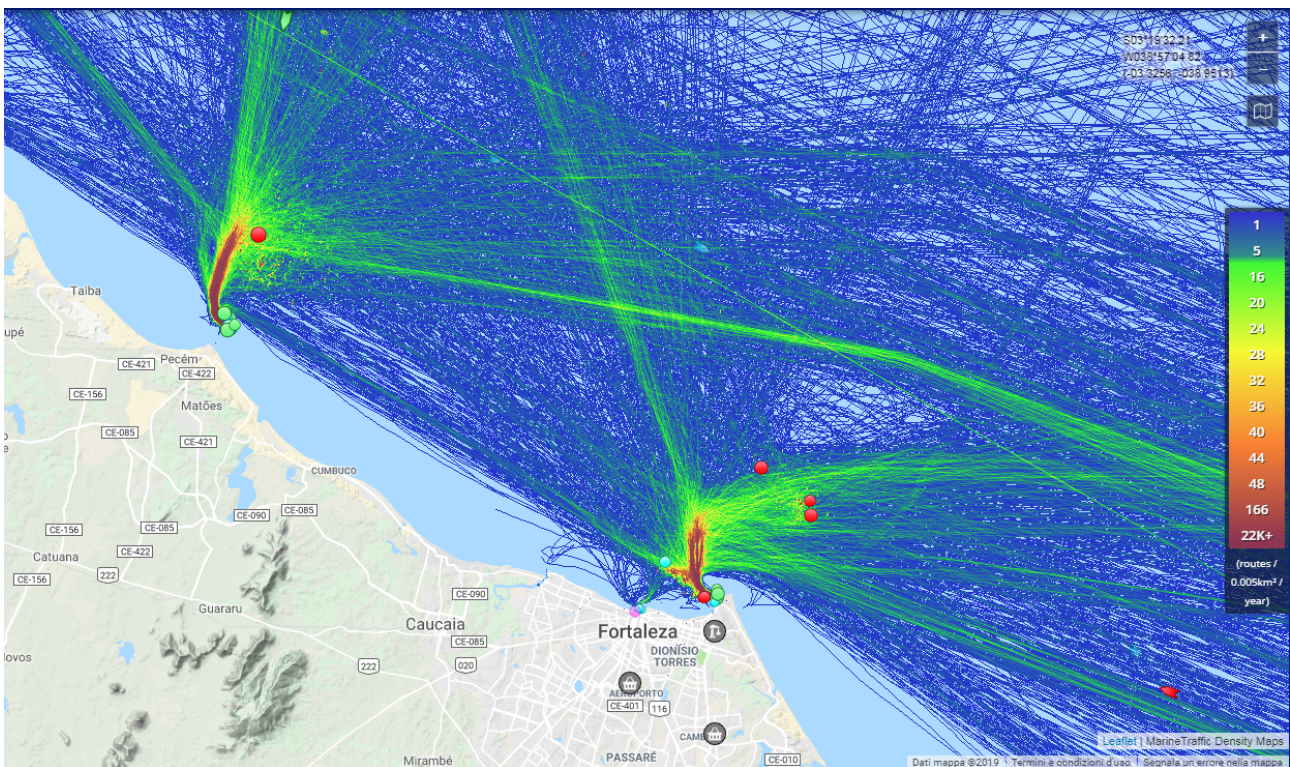 S03°19'32.21
W038°57'04.62
(-03.3256, -038.9513)
+
1
5
16
20
24
28
32
36
40
44
48
166
22K+
(routes /
0.005km² /
year)
Taiba
upé
Pecém
CE-421
CE-422
CE-156
Matões
CE-085
CE-421
e
CUMBUCO
CE-090
CE-085
CE-156
CE-085
CE-422
Catuana
222
CE-156
Guararu
CE-090
Caucaia
Fortaleza
CE-085
DIONÍSIO
TORRES
ovos
222
020
AEROPORTO
CE-401
116
CAMB
PASSARÉ
CE-010
Mirambé
Leaflet | MarineTraffic Density Maps
Dati mappa ©2019 Termini e condizioni d'uso Segnala un errore nella mappa